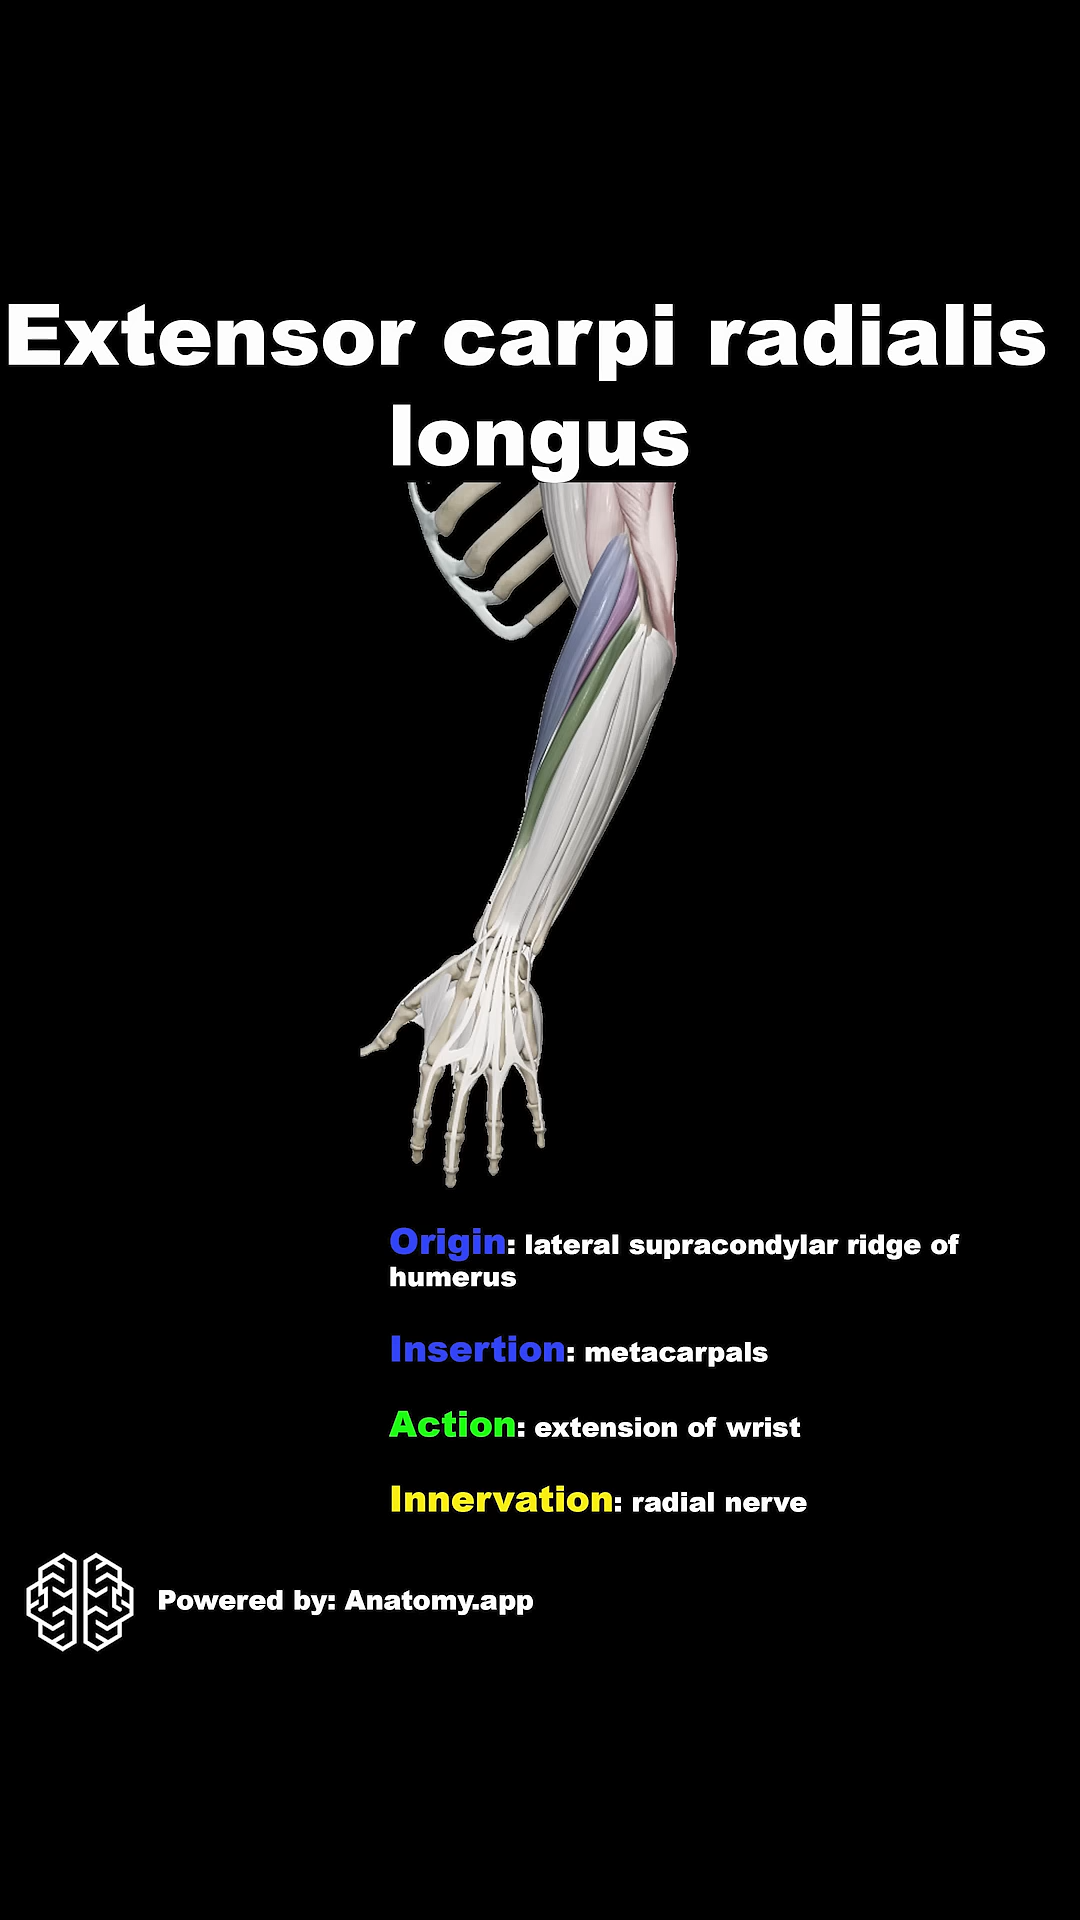 Extensor carpi radialis
longus
Origin: lateral supracondylar ridge of
humerus
Insertion: metacarpals
Action: extension of wrist
Innervation: radial nerve
Powered by: Anatomy.app